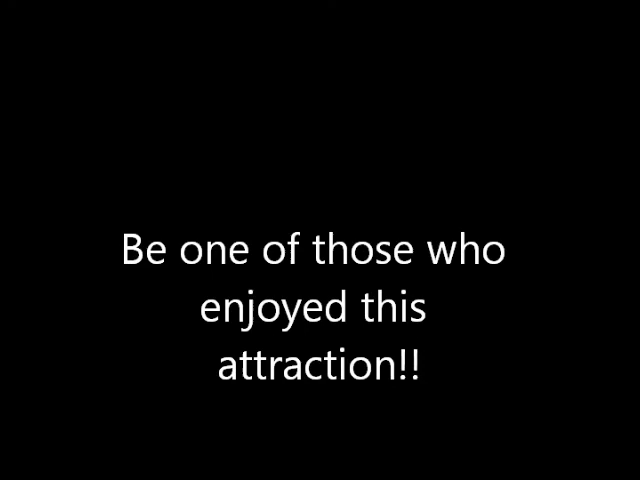 Be one of those who
enjoyed this
attraction!!